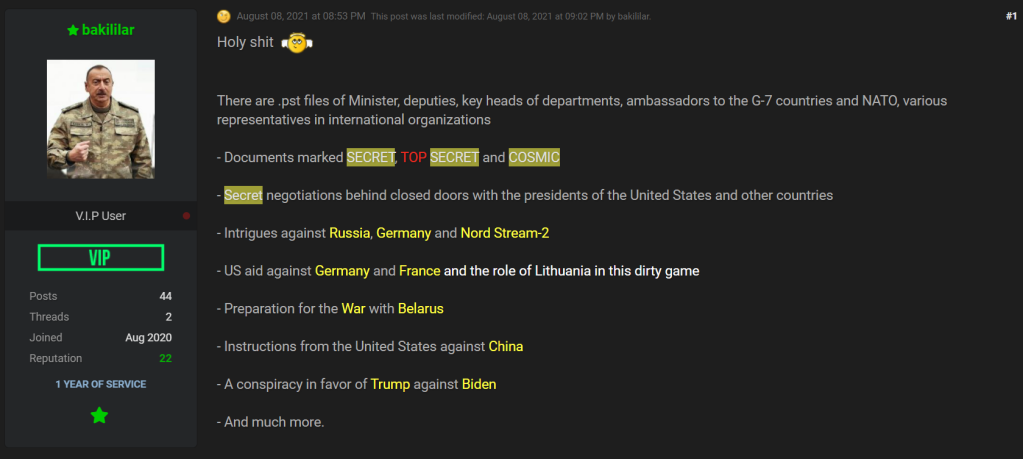 bakililar
August 08, 2021 at 08:53 PM This post was last modified: August 08, 2021 at 09:02 PM by bakililar.
#1
Holy shit
There are .pst files of Minister, deputies, key heads of departments, ambassadors to the G-7 countries and NATO, various
representatives in international organizations
- Documents marked SECRET, TOP SECRET and COSMIC
- Secret negotiations behind closed doors with the presidents of the United States and other countries
- Intrigues against Russia, Germany and Nord Stream-2
- US aid against Germany and France and the role of Lithuania in this dirty game
- Preparation for the War with Belarus
- Instructions from the United States against China
- A conspiracy in favor of Trump against Biden
- And much more.
V.I.P User
VIP
Posts 44
Threads 2
Joined Aug 2020
Reputation 22
1 YEAR OF SERVICE